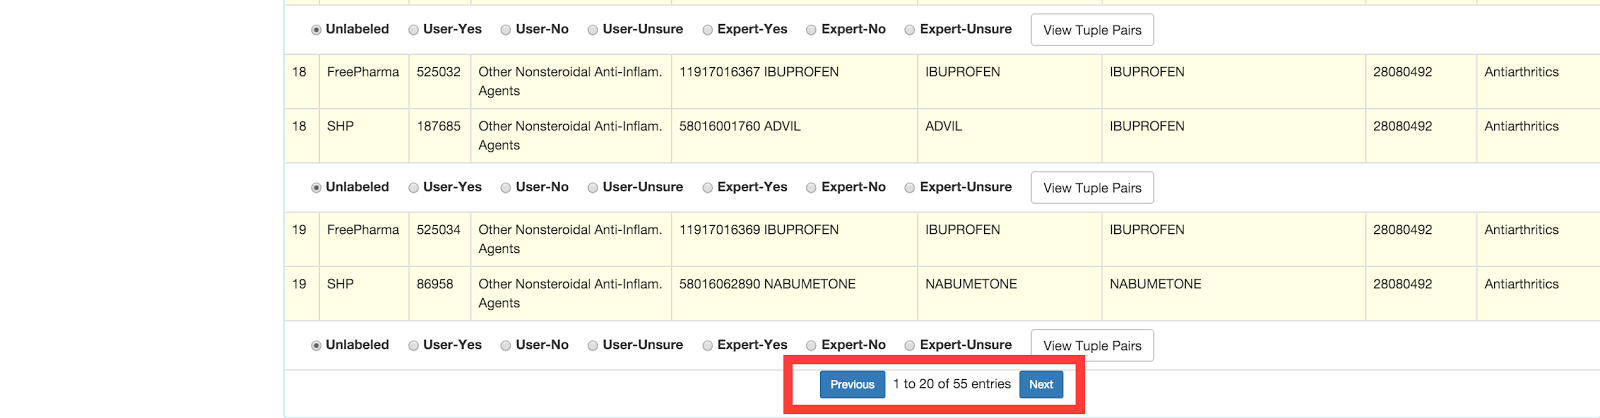 Unlabeled User-Yes User-No User-Unsure Expert-Yes Expert-No Expert-Unsure View Tuple Pairs
18 FreePharma 525032 Other Nonsteroidal Anti-Inflam. 11917016367 IBUPROFEN IBUPROFEN IBUPROFEN 28080492 Antiarthritics
Agents
18 SHP 187685 Other Nonsteroidal Anti-Inflam. 58016001760 ADVIL ADVIL IBUPROFEN 28080492 Antiarthritics
Agents
Unlabeled User-Yes User-No User-Unsure Expert-Yes Expert-No Expert-Unsure View Tuple Pairs
19 FreePharma 525034 Other Nonsteroidal Anti-Inflam. 11917016369 IBUPROFEN IBUPROFEN IBUPROFEN 28080492 Antiarthritics
Agents
19 SHP 86958 Other Nonsteroidal Anti-Inflam. 58016062890 NABUMETONE NABUMETONE NABUMETONE 28080492 Antiarthritics
Agents
Unlabeled User-Yes User-No User-Unsure Expert-Yes Expert-No Expert-Unsure View Tuple Pairs
Previous 1 to 20 of 55 entries Next